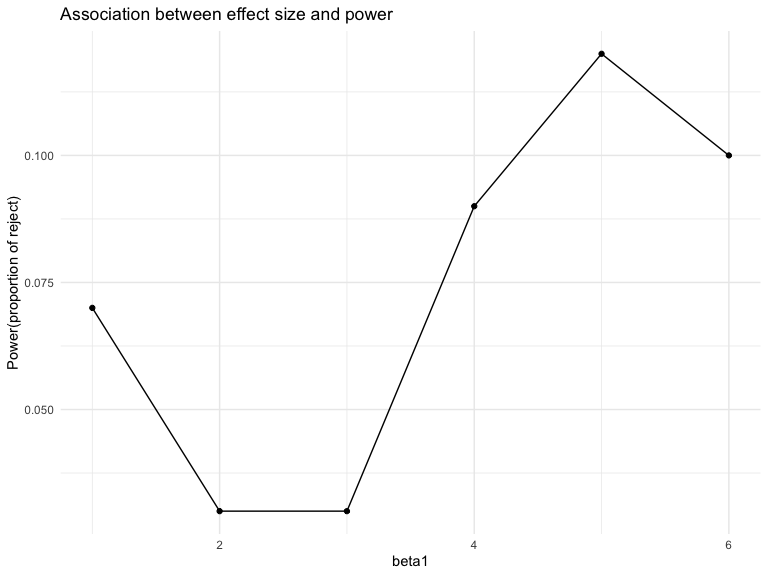 Association between effect size and power
Power(proportion of reject)
0.100
0.075
0.050
2
4
6
beta1